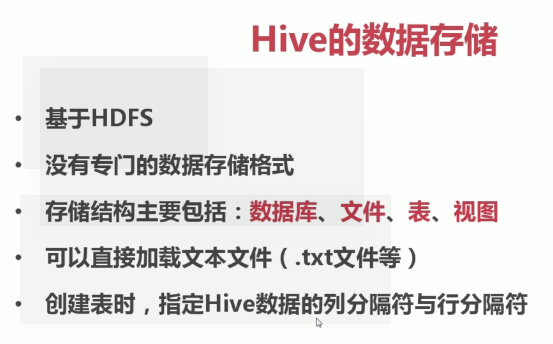 Hive的数据存储
• 基于HDFS
• 没有专门的数据存储格式
• 存储结构主要包括：数据库、文件、表、视图
• 可以直接加载文本文件（.txt文件等）
• 创建表时，指定Hive数据的列分隔符与行分隔符